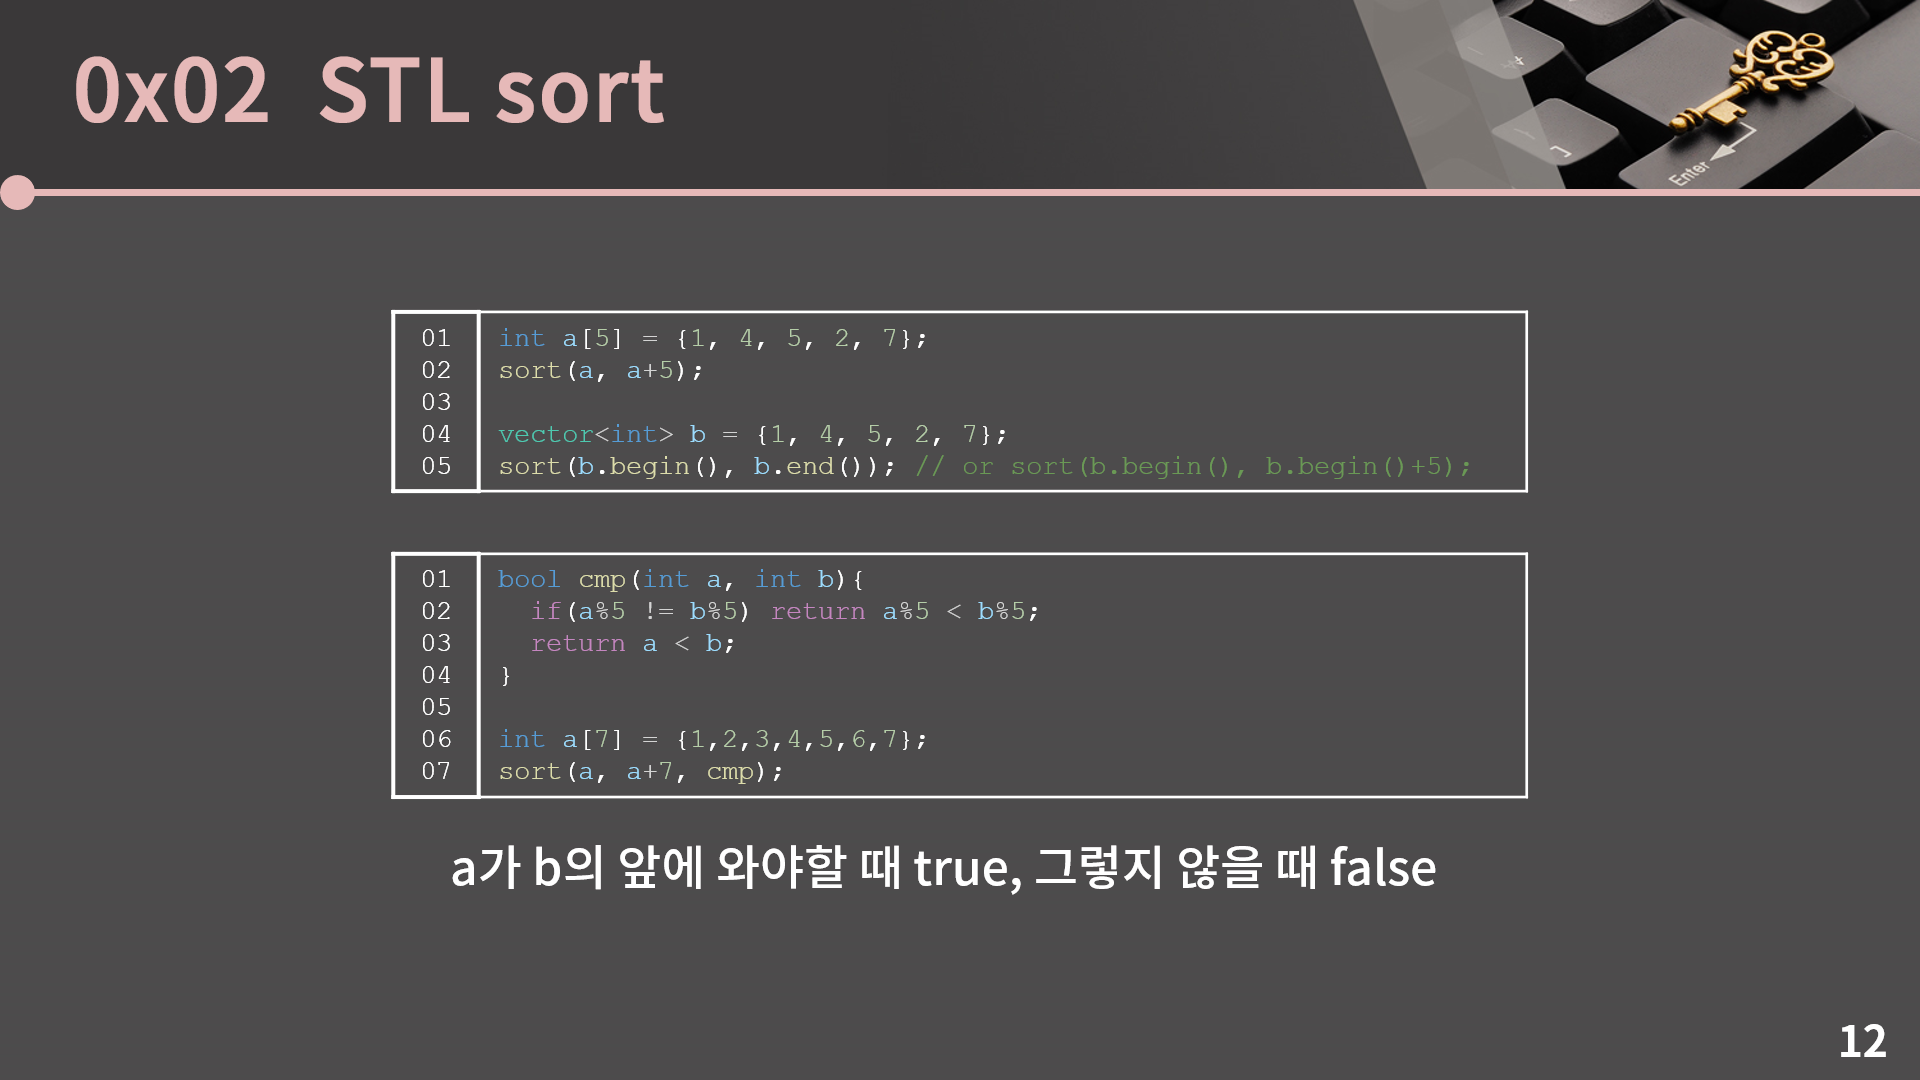 0x02 STL sort
Enter
01 int a[5] = {1, 4, 5, 2, 7};
02 sort(a, a+5);
03
04 vector<int> b = {1, 4, 5, 2, 7};
05 sort(b.begin(), b.end()); // or sort(b.begin(), b.begin()+5);
01 bool cmp(int a, int b){
02   if(a%5 != b%5) return a%5 < b%5;
03   return a < b;
04 }
05
06 int a[7] = {1,2,3,4,5,6,7};
07 sort(a, a+7, cmp);
a가 b의 앞에 와야할 때 true, 그렇지 않을 때 false
12